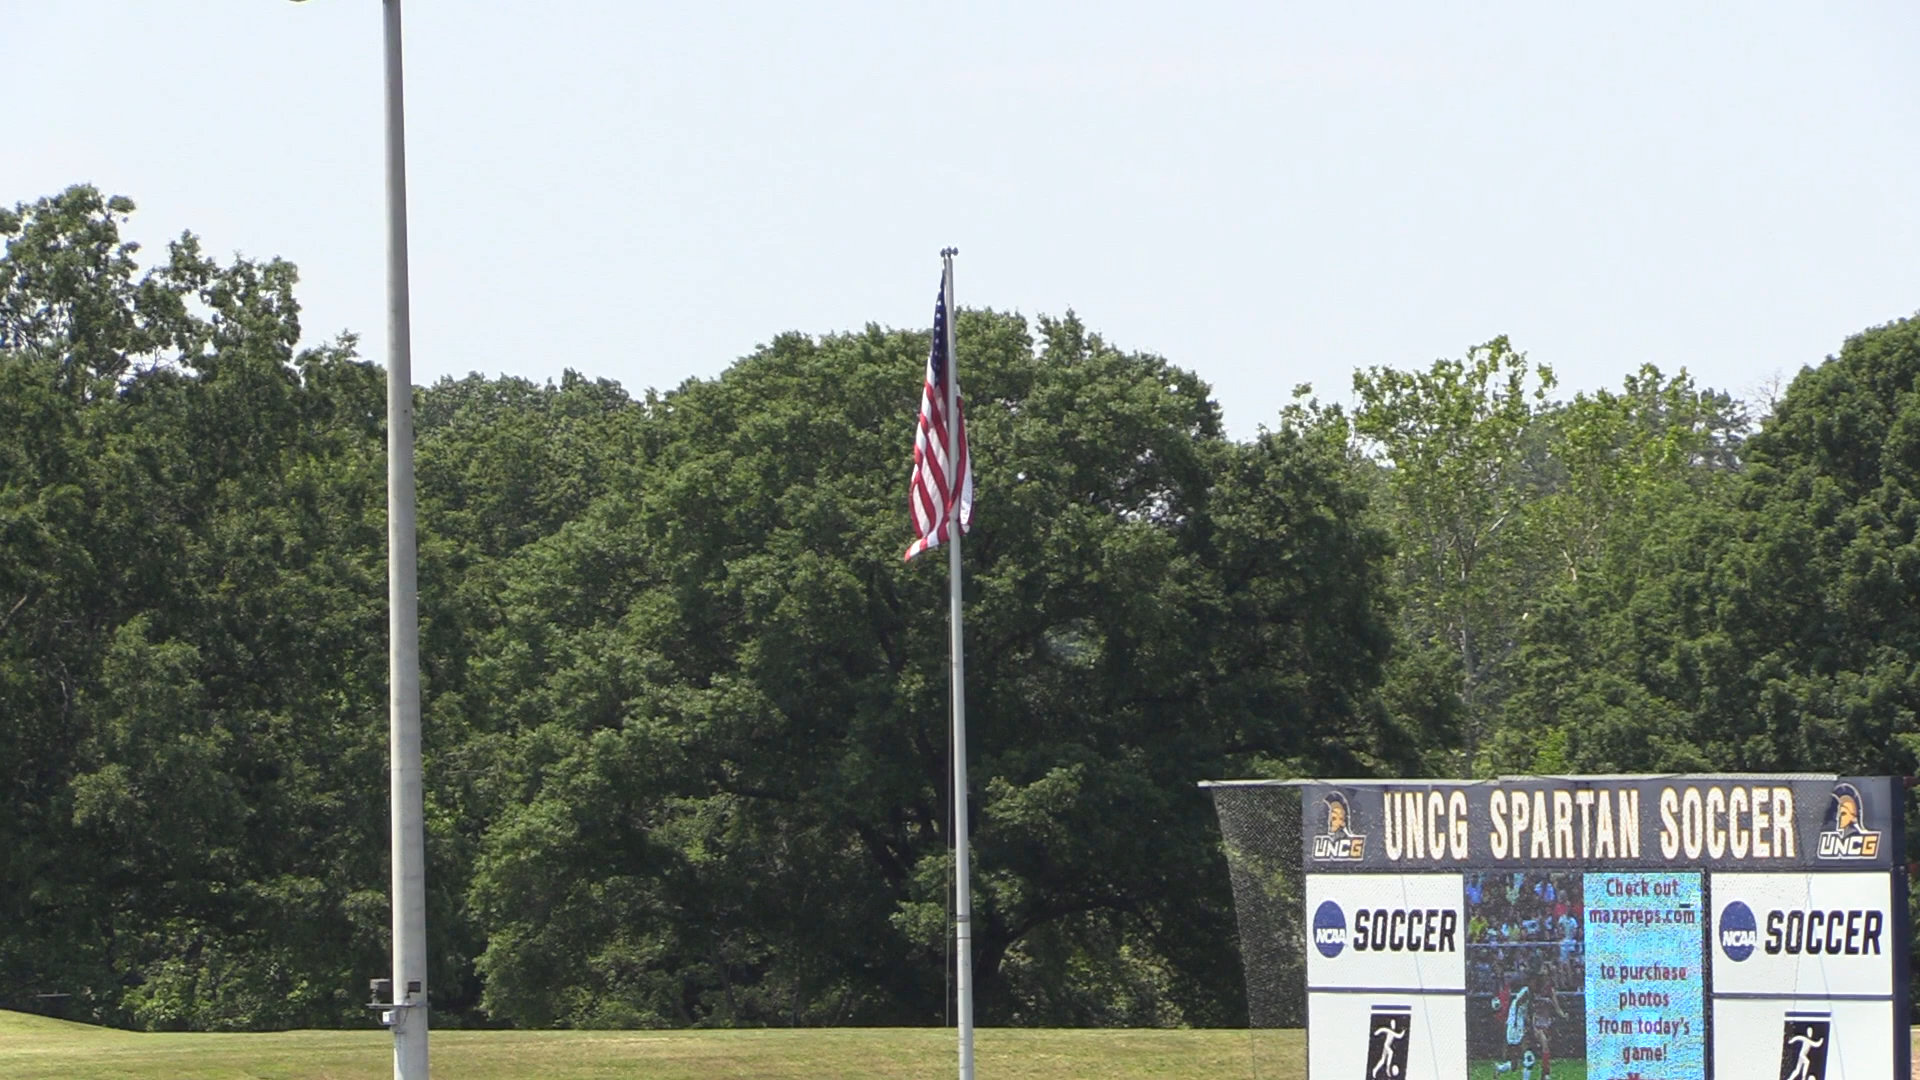 UNCG SPARTAN SOCCER
UNCG
UNCG
NCAA SOCCER
Check out
maxpreps.com
to purchase
photos
from today's
game!
NCAA SOCCER